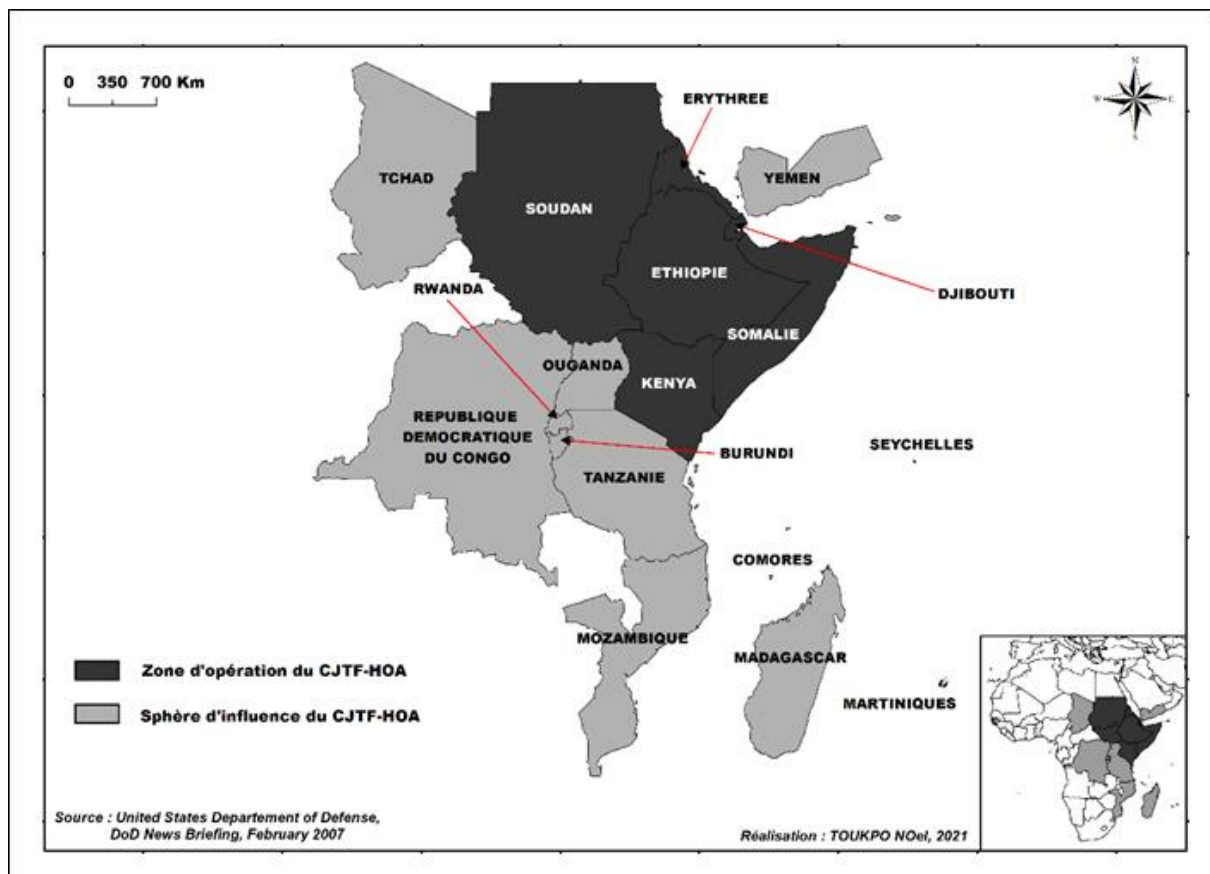 0 350 700 Km
ERYTHREE
N
W E
S
TCHAD
YEMEN
SOUDAN
ETHIOPIE
RWANDA
DJIBOUTI
SOMALIE
OUGANDA
KENYA
REPUBLIQUE
DEMOCRATIQUE
DU CONGO
SEYCHELLES
BURUNDI
TANZANIE
COMORES
MOZAMBIQUE
MADAGASCAR
Zone d'opération du CJTF-HOA
MARTINIQUES
Sphère d'influence du CJTF-HOA
Source : United States Departement of Defense,
DoD News Briefing, February 2007
Réalisation : TOUKPO NOel, 2021